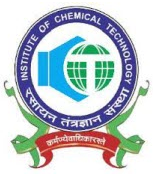 INSTITUTE OF CHEMICAL TECHNOLOGY
रसायन तंत्रज्ञान संस्था
कर्मण्येवाधिकारस्ते